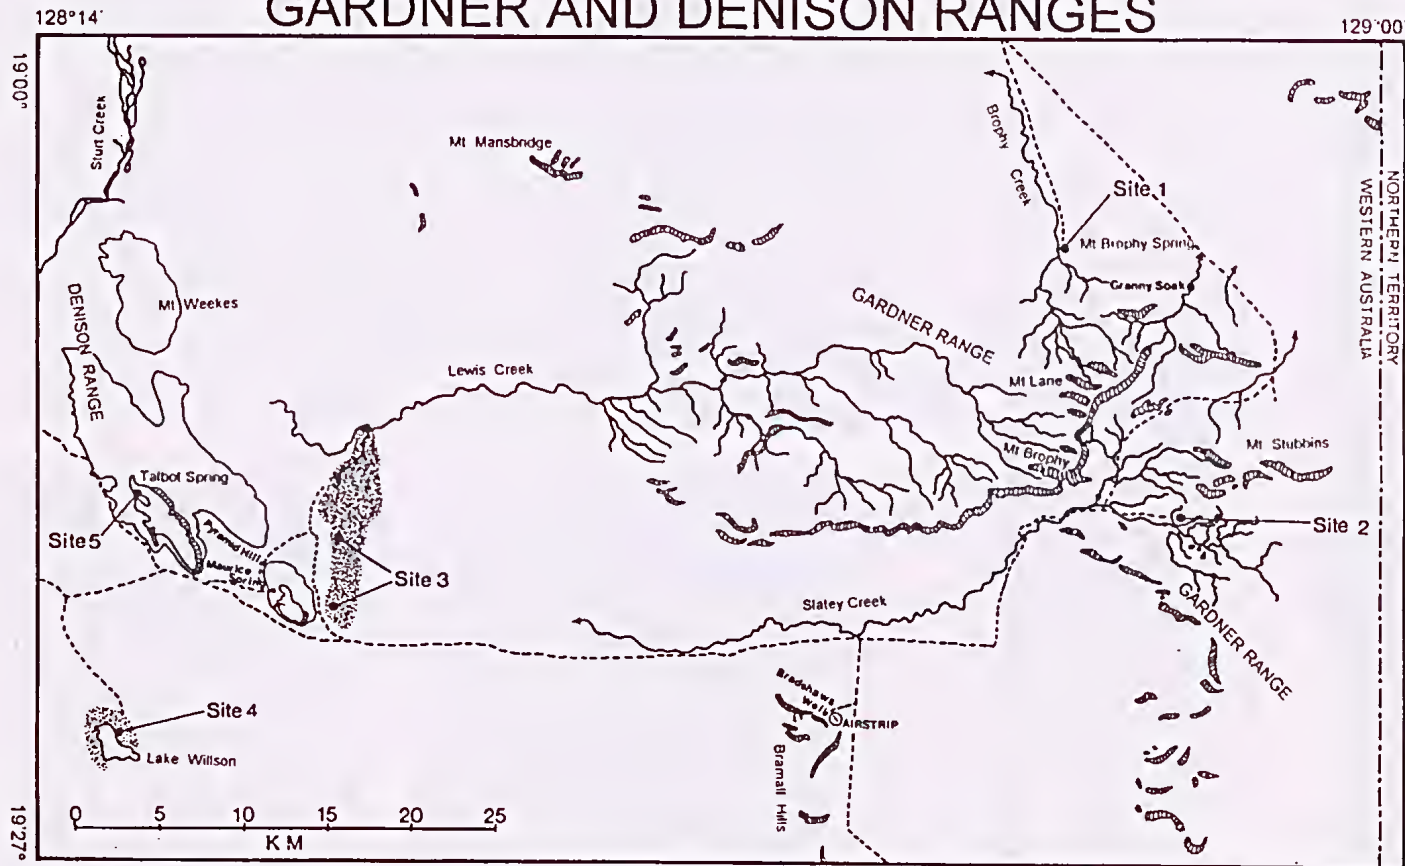 GARDNER AND DENISON RANGES
128°14'
129°00'
19°00"
Sturt Creek
Mt Mansbridge
Brophy Creek
Site 1
Mt Brophy Spring
Granny Soak
NORTHERN TERRITORY
WESTERN AUSTRALIA
DENISON RANGE
Mt Weekes
GARDNER RANGE
Lewis Creek
Mt Lane
Mt Brophy
Mt Stubbins
Talbot Spring
Site 5
Maurice Spring
Site 3
Site 2
Slatey Creek
GARDNER RANGE
Bradshaws Well
AIRSTRIP
Bramall Hills
Site 4
Lake Willson
0 5 10 15 20 25
KM
19°27"